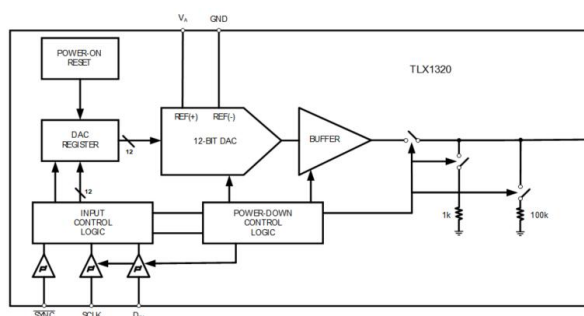 VA GND
POWER-ON
RESET
TLX1320
REF(+) REF(-)
DAC
REGISTER
12
12-BIT DAC
BUFFER
12
INPUT
CONTROL
LOGIC
POWER-DOWN
CONTROL
LOGIC
1k
100k
SCLK